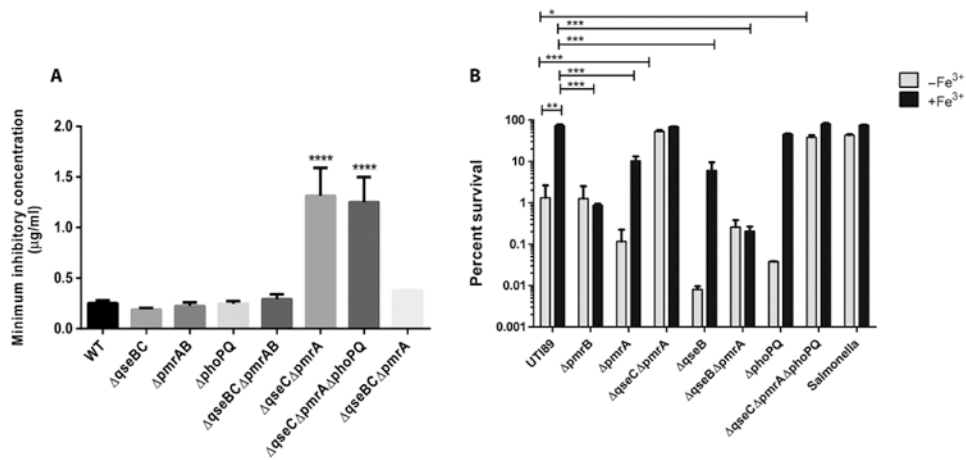 A
Minimum inhibitory concentration
(µg/ml)
2.0
1.5
1.0
0.5
0.0
****
****
WT
ΔqseBC
ΔpmrAB
ΔphoPQ
ΔqseBCΔpmrAB
ΔqseCΔpmrA
ΔqseCΔpmrAΔphoPQ
ΔqseBCΔpmrA
B
*
***
***
***
***
***
**
−Fe³⁺
+Fe³⁺
Percent survival
100
10
1
0.1
0.01
0.001
UTI89
ΔpmrB
ΔpmrA
ΔqseCΔpmrA
ΔqseB
ΔqseBΔpmrA
ΔphoPQ
ΔqseCΔpmrAΔphoPQ
Salmonella